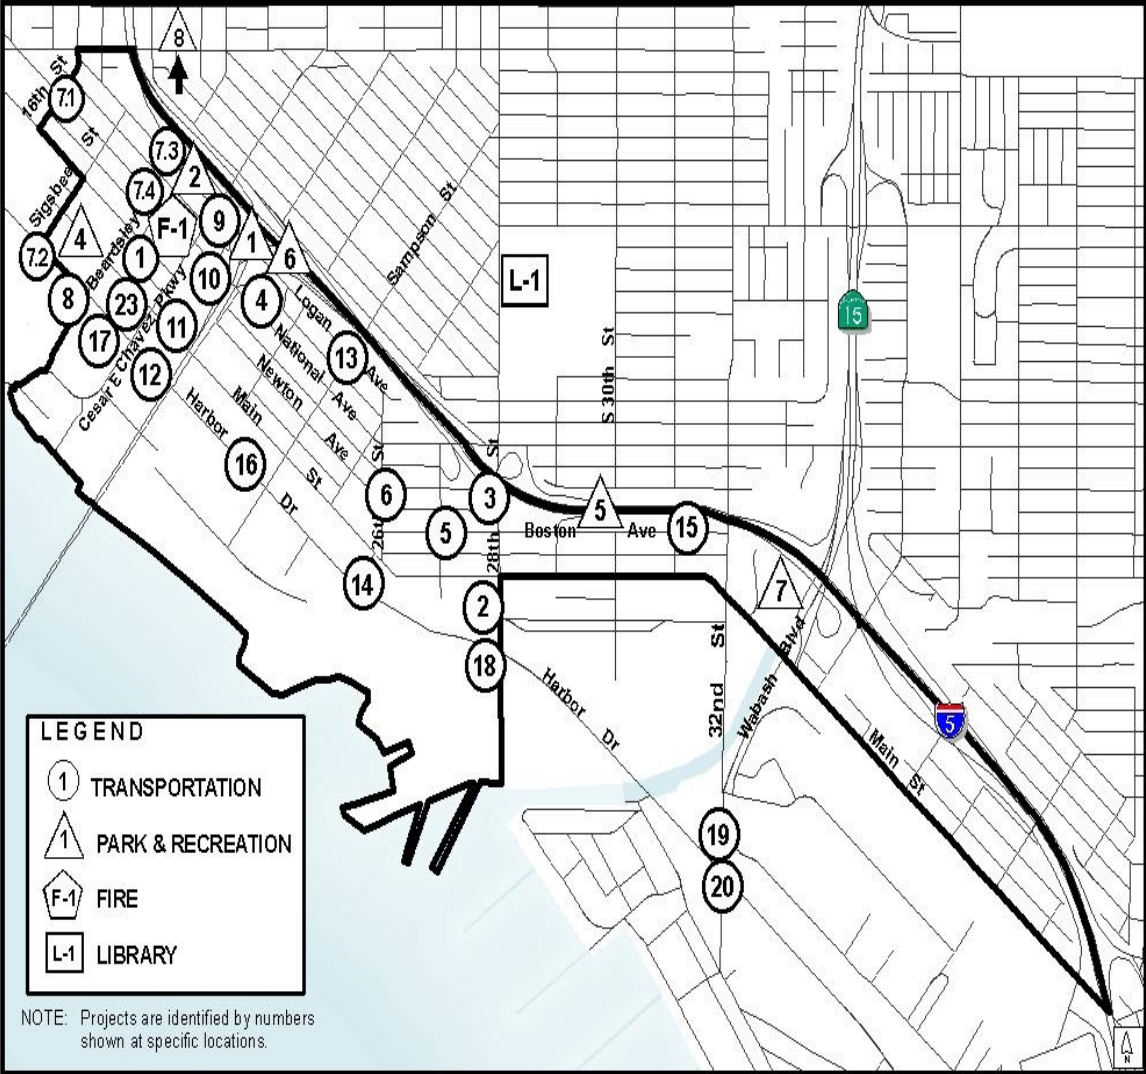 8
16th St
7.1
St
7.3
2
7.4
Sigsbee
9
F-1
4
1
Beardsley
1
6
7.2
10
Sampson St
L-1
8
23
4
Cesar E Chavez Pkwy
11
15
17
Logan Ave
13
National Ave
12
Newton Ave
S 30th St
Main St
Harbor Dr
16
26th St
28th St
6
3
5
5
Boston Ave
15
14
7
2
32nd St
Wabash Blvd
18
Harbor Dr
5
Main St
LEGEND
1 TRANSPORTATION
1 PARK & RECREATION
F-1 FIRE
L-1 LIBRARY
19
20
NOTE: Projects are identified by numbers
shown at specific locations.
N